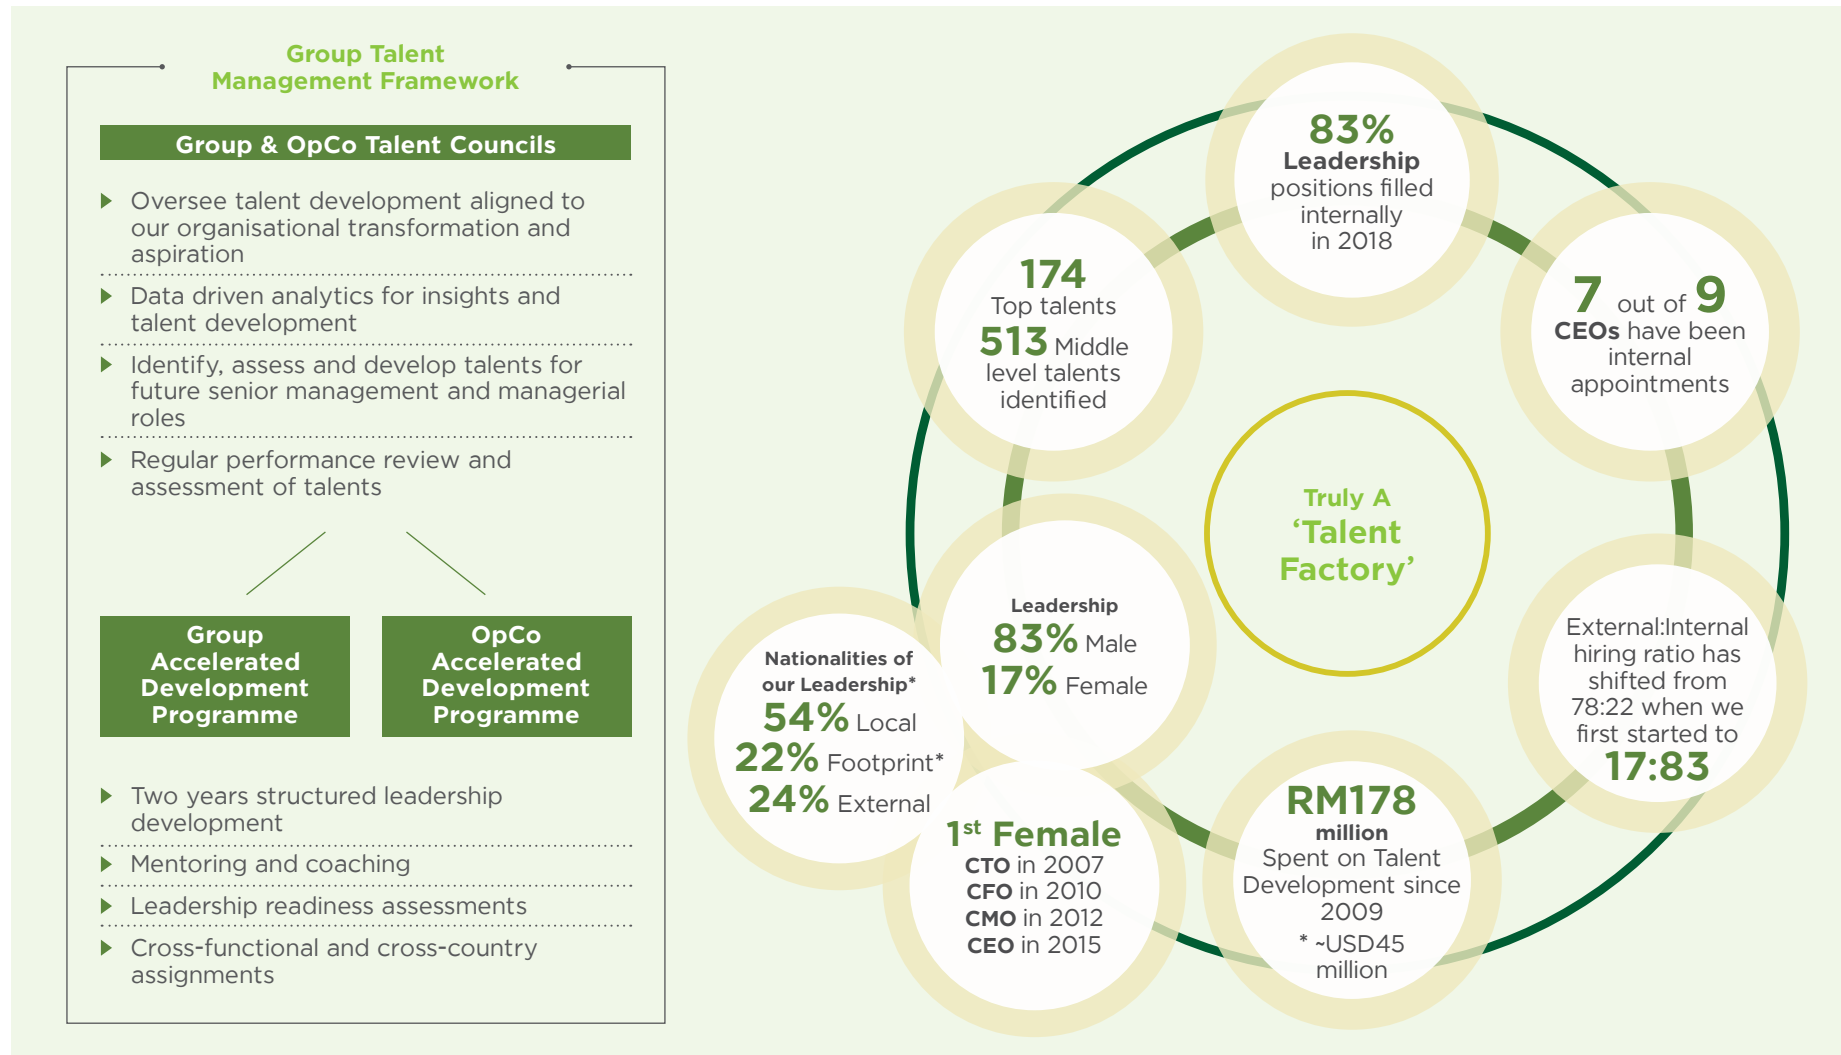 Group Talent
Management Framework
Group & OpCo Talent Councils
Oversee talent development aligned to
our organisational transformation and
aspiration
Data driven analytics for insights and
talent development
Identify, assess and develop talents for
future senior management and managerial
roles
Regular performance review and
assessment of talents
Group
Accelerated
Development
Programme
OpCo
Accelerated
Development
Programme
Two years structured leadership
development
Mentoring and coaching
Leadership readiness assessments
Cross-functional and cross-country
assignments
Truly A
‘Talent
Factory’
83%
Leadership
positions filled
internally
in 2018
7 out of 9
CEOs have been
internal
appointments
External:Internal
hiring ratio has
shifted from
78:22 when we
first started to
17:83
RM178
million
Spent on Talent
Development since
2009
* ~USD45
million
1st Female
CTO in 2007
CFO in 2010
CMO in 2012
CEO in 2015
Nationalities of
our Leadership*
54% Local
22% Footprint*
24% External
Leadership
83% Male
17% Female
174
Top talents
513 Middle
level talents
identified